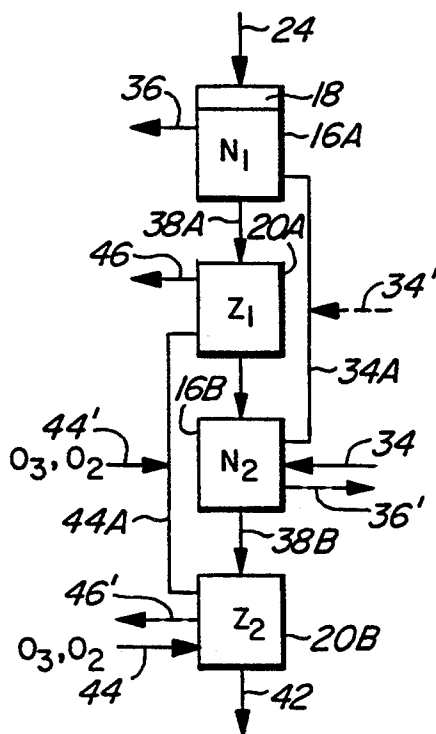 24
36
18
16A
N1
38A
20A
46
34'
Z1
34A
16B
44'
O3, O2
N2
34
36'
44A
38B
46'
Z2
O3, O2
20B
44
42